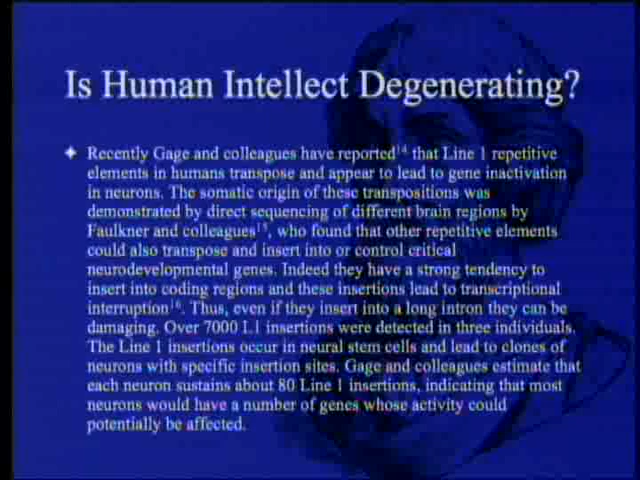 Is Human Intellect Degenerating?
✦ Recently Gage and colleagues have reported¹⁴ that Line 1 repetitive
elements in humans transpose and appear to lead to gene inactivation
in neurons. The somatic origin of these transpositions was
demonstrated by direct sequencing of different brain regions by
Faulkner and colleagues¹⁵, who found that other repetitive elements
could also transpose and insert into or control critical
neurodevelopmental genes. Indeed they have a strong tendency to
insert into coding regions and these insertions lead to transcriptional
interruption¹⁶. Thus, even if they insert into a long intron they can be
damaging. Over 7000 L1 insertions were detected in three individuals.
The Line 1 insertions occur in neural stem cells and lead to clones of
neurons with specific insertion sites. Gage and colleagues estimate that
each neuron sustains about 80 Line 1 insertions, indicating that most
neurons would have a number of genes whose activity could
potentially be affected.